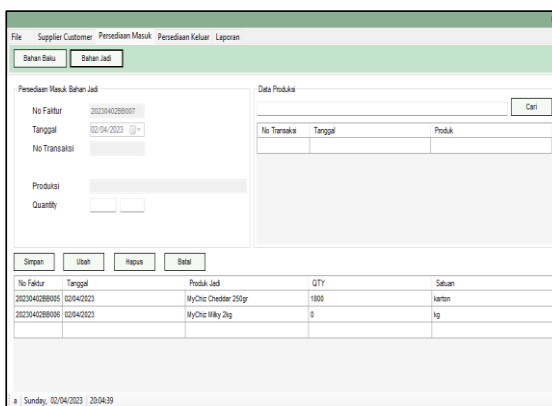 File Supplier Customer Persediaan Masuk Persediaan Keluar Laporan
Bahan Baku Bahan Jadi
Persediaan Masuk Bahan Jadi
No Faktur 20230402BB007
Tanggal 02/04/2023
No Transaksi
Produksi
Quantity
Data Produksi
Cari
No Transaksi Tanggal Produk
Simpan Ubah Hapus Batal
No Faktur Tanggal Produk Jadi QTY Satuan
20230402BB005 02/04/2023 MyChiz Cheddar 250gr 1800 karton
20230402BB006 02/04/2023 MyChiz Milky 2kg 0 kg
a Sunday, 02/04/2023 20:04:39